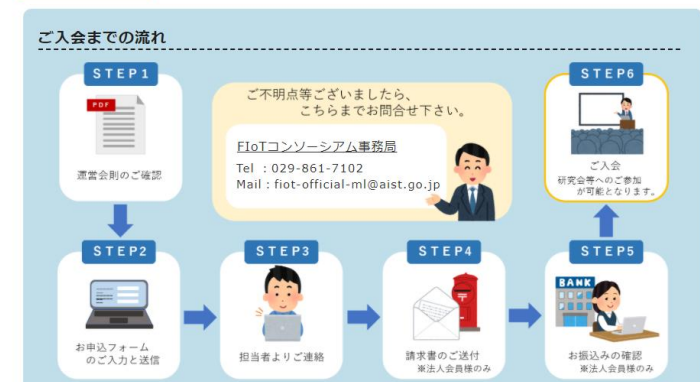 ご入会までの流れ
STEP1
PDF
運営会則のご確認
STEP2
お申込フォーム
のご入力と送信
STEP3
担当者よりご連絡
STEP4
請求書のご送付
※法人会員様のみ
STEP5
BANK
お振込みの確認
※法人会員様のみ
STEP6
ご入会
研究会等へのご参加
が可能となります。
ご不明点等ございましたら、
こちらまでお問合せ下さい。
FIoTコンソーシアム事務局
Tel ：029-861-7102
Mail：fiot-official-ml@aist.go.jp